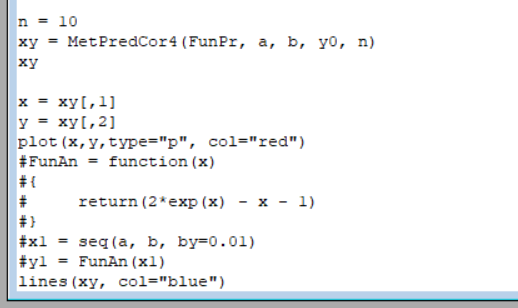 n = 10
xy = MetPredCor4(FunPr, a, b, y0, n)
xy
x = xy[,1]
y = xy[,2]
plot(x,y,type="p", col="red")
#FunAn = function(x)
#{
#     return(2*exp(x) - x - 1)
#}
#x1 = seq(a, b, by=0.01)
#y1 = FunAn(x1)
lines(xy, col="blue")